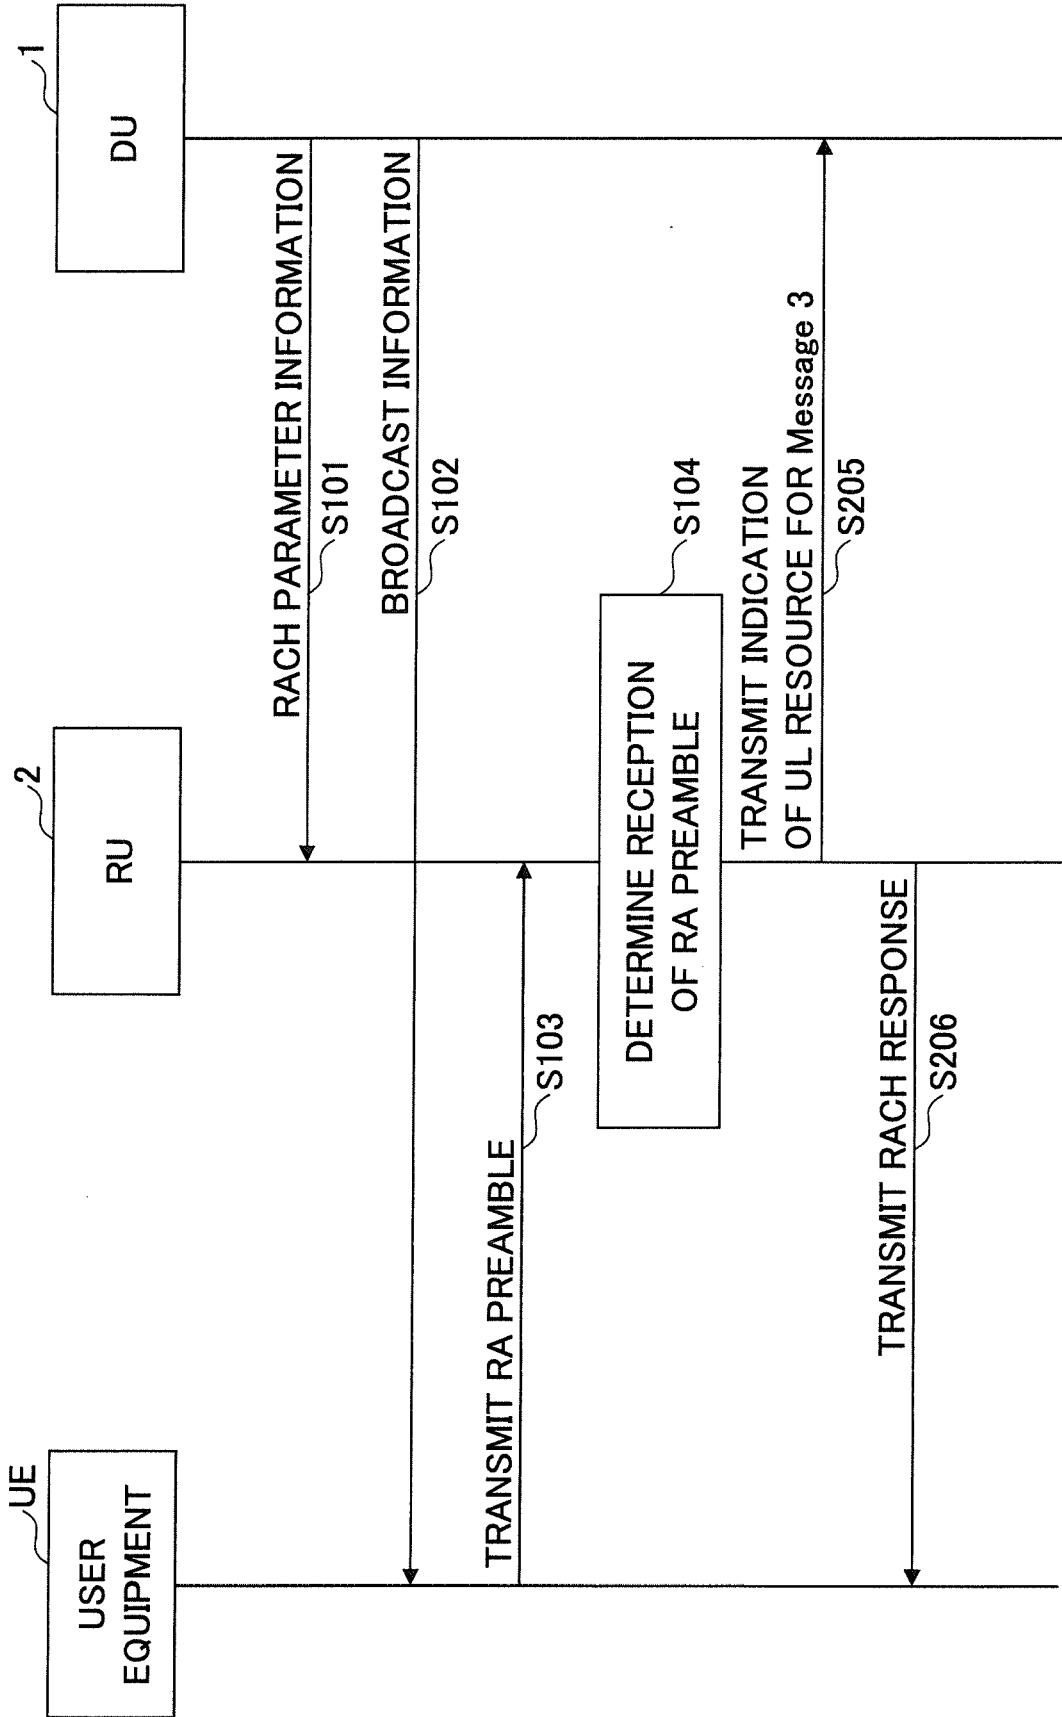 UE
USER
EQUIPMENT
2
RU
1
DU
RACH PARAMETER INFORMATION
S101
BROADCAST INFORMATION
S102
TRANSMIT RA PREAMBLE
S103
DETERMINE RECEPTION
OF RA PREAMBLE
S104
TRANSMIT INDICATION
OF UL RESOURCE FOR Message 3
S205
TRANSMIT RACH RESPONSE
S206